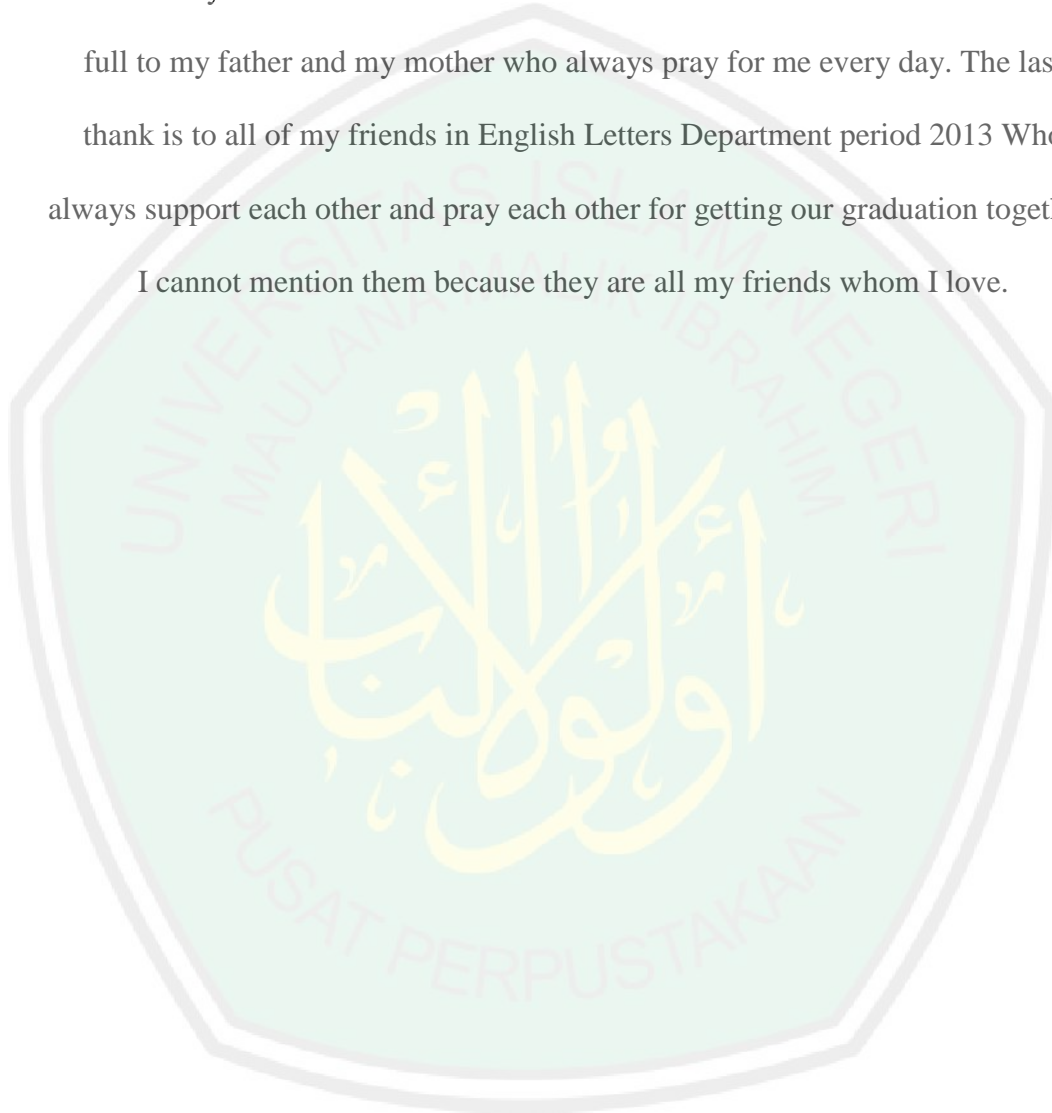 full to my father and my mother who always pray for me every day. The las
thank is to all of my friends in English Letters Department period 2013 Who
always support each other and pray each other for getting our graduation toget
I cannot mention them because they are all my friends whom I love.
UNIVERSITAS ISLAM NEGERI
MAULANA MALIK IBRAHIM
أولوا الألباب
PUSAT PERPUSTAKAAN